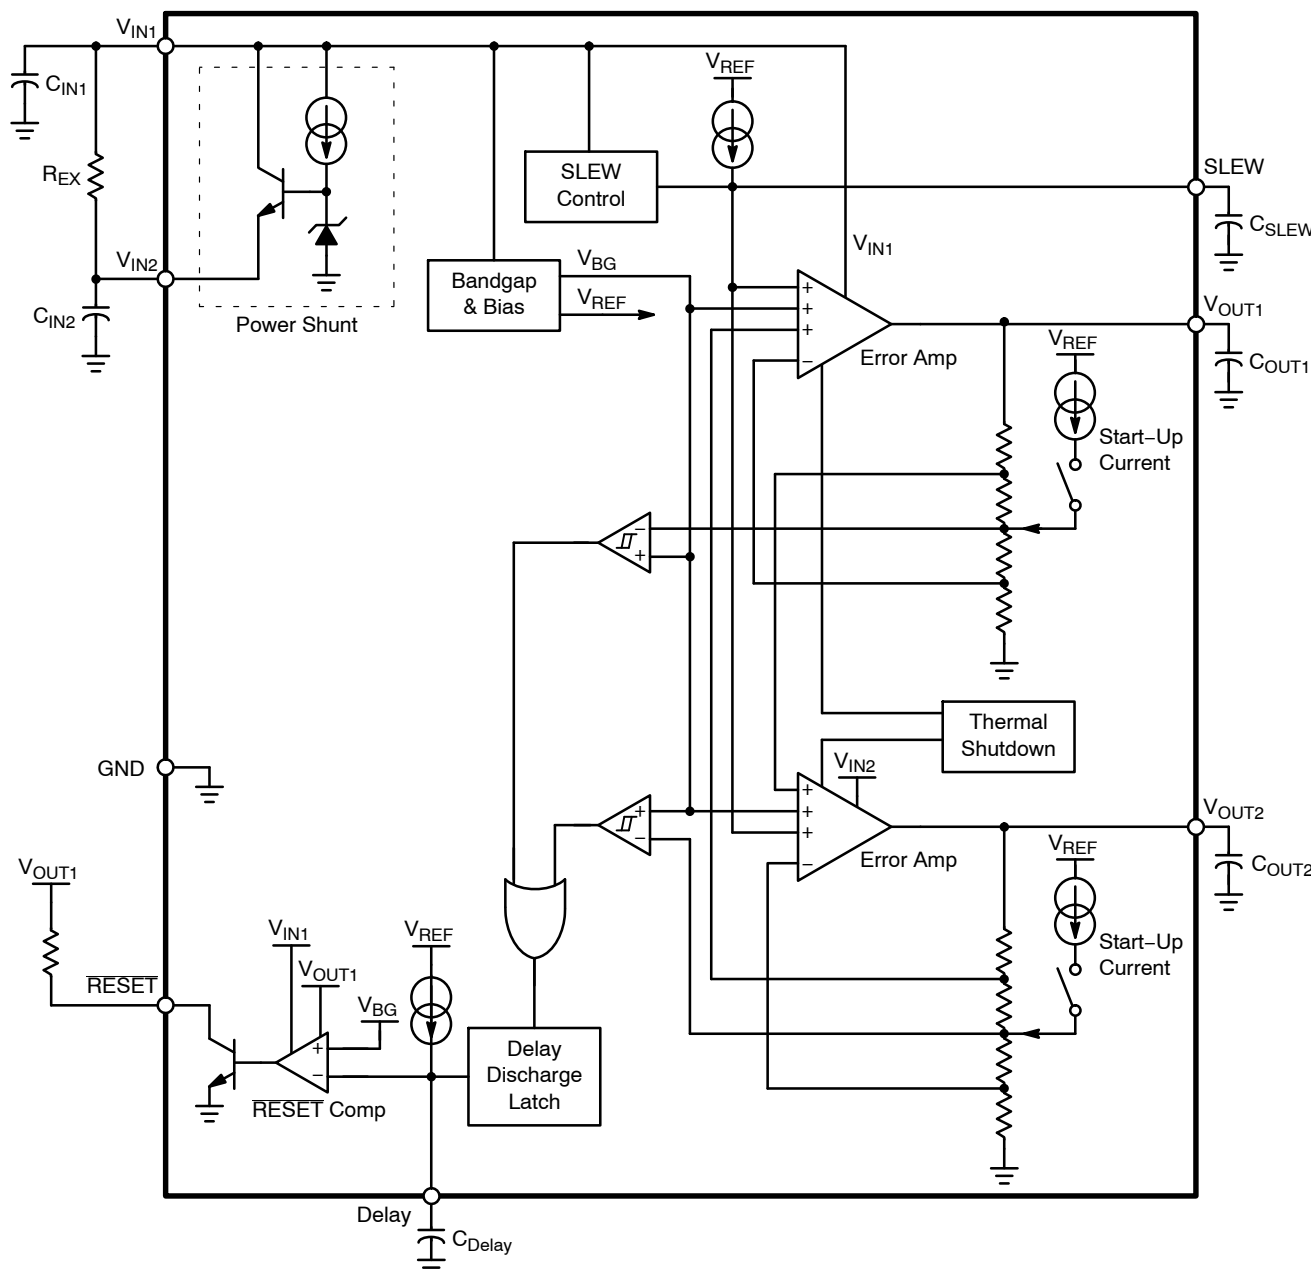 VIN1
CIN1
REX
VIN2
CIN2
Power Shunt
VREF
SLEW
Control
SLEW
CSLEW
VIN1
Bandgap
& Bias
VBG
VREF
+
+
+
−
Error Amp
VOUT1
COUT1
VREF
Start−Up
Current
−
+
Thermal
Shutdown
GND
VIN2
+
+
+
−
Error Amp
+
−
VOUT2
COUT2
VREF
Start−Up
Current
VOUT1
RESET
VIN1
VOUT1
VBG
VREF
+
−
RESET Comp
Delay
Discharge
Latch
Delay
CDelay